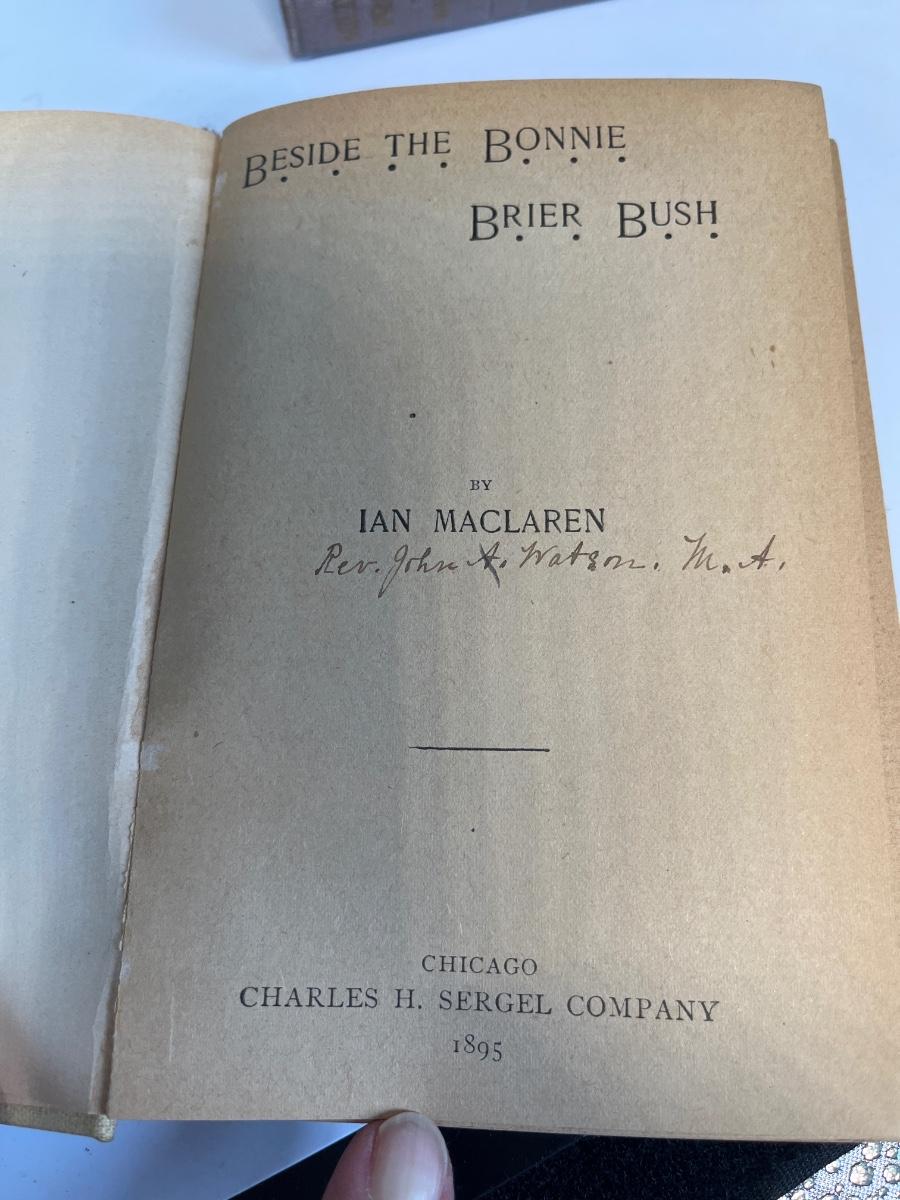 BESIDE THE BONNIE
BRIER BUSH
BY
IAN MACLAREN
Rev. John A. Watson. M. A.
CHICAGO
CHARLES H. SERGEL COMPANY
1895